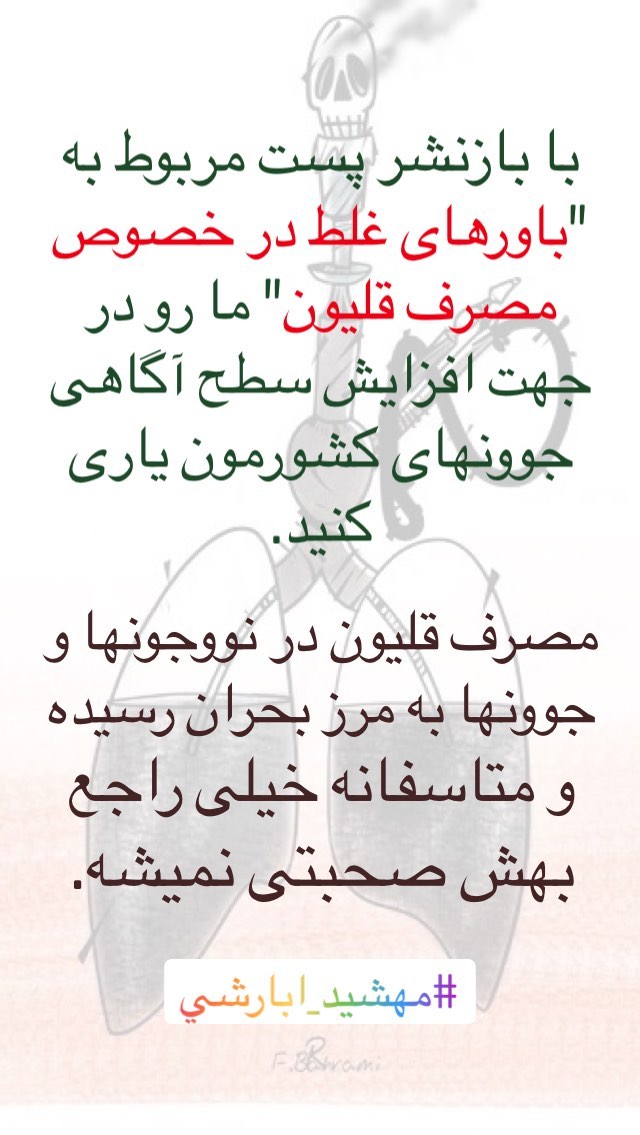 با بازنشر پست مربوط به
"باورهای غلط در خصوص
مصرف قلیون" ما رو در
جهت افزایش سطح آگاهی
جوونهای کشورمون یاری
کنید.
مصرف قلیون در نووجونها و
جوونها به مرز بحران رسیده
و متاسفانه خیلی راجع
بهش صحبتی نمیشه.
#مهشید_ابارشي
F.Bahrami